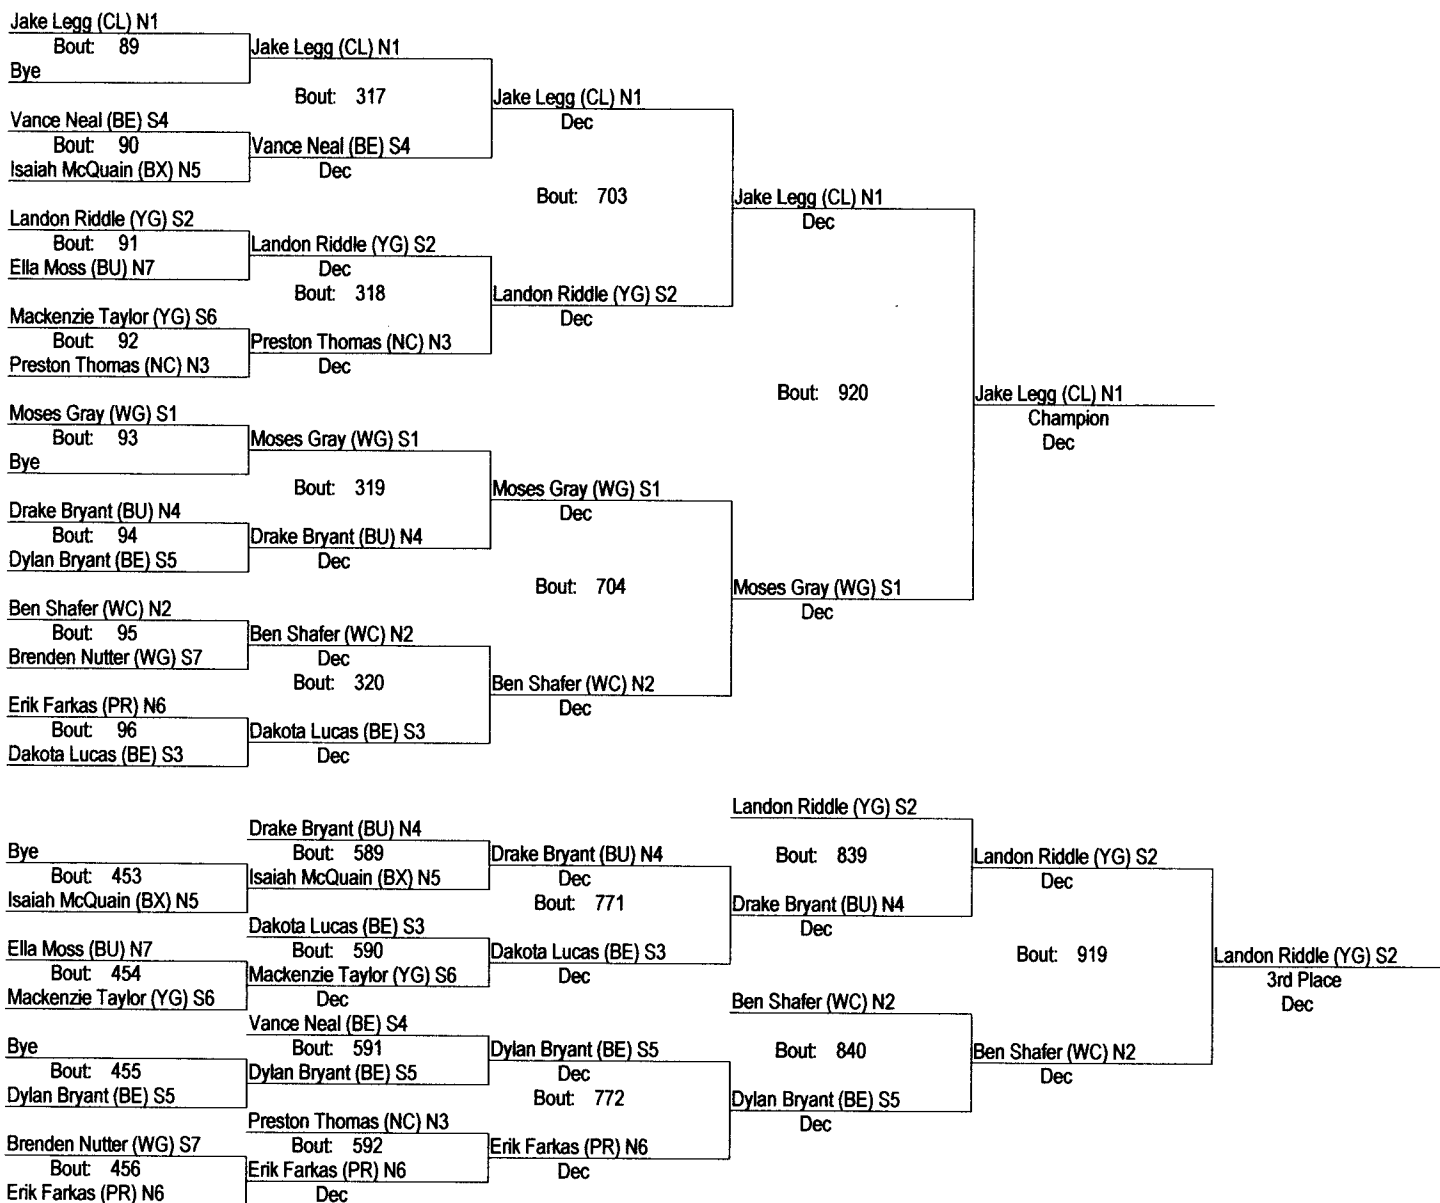 Jake Legg (CL) N1
Bout: 89
Bye
Jake Legg (CL) N1
Bout: 317
Vance Neal (BE) S4
Bout: 90
Isaiah McQuain (BX) N5
Vance Neal (BE) S4
Dec
Jake Legg (CL) N1
Dec
Bout: 703
Landon Riddle (YG) S2
Bout: 91
Ella Moss (BU) N7
Landon Riddle (YG) S2
Dec
Bout: 318
Mackenzie Taylor (YG) S6
Bout: 92
Preston Thomas (NC) N3
Preston Thomas (NC) N3
Dec
Landon Riddle (YG) S2
Dec
Jake Legg (CL) N1
Dec
Bout: 920
Jake Legg (CL) N1
Champion
Dec
Moses Gray (WG) S1
Bout: 93
Bye
Moses Gray (WG) S1
Bout: 319
Drake Bryant (BU) N4
Bout: 94
Dylan Bryant (BE) S5
Drake Bryant (BU) N4
Dec
Moses Gray (WG) S1
Dec
Bout: 704
Moses Gray (WG) S1
Dec
Ben Shafer (WC) N2
Bout: 95
Brenden Nutter (WG) S7
Ben Shafer (WC) N2
Dec
Bout: 320
Erik Farkas (PR) N6
Bout: 96
Dakota Lucas (BE) S3
Dakota Lucas (BE) S3
Dec
Ben Shafer (WC) N2
Dec
Bye
Bout: 453
Isaiah McQuain (BX) N5
Drake Bryant (BU) N4
Bout: 589
Isaiah McQuain (BX) N5
Drake Bryant (BU) N4
Dec
Bout: 771
Ella Moss (BU) N7
Bout: 454
Mackenzie Taylor (YG) S6
Dakota Lucas (BE) S3
Bout: 590
Mackenzie Taylor (YG) S6
Dec
Dakota Lucas (BE) S3
Dec
Landon Riddle (YG) S2
Bout: 839
Drake Bryant (BU) N4
Dec
Landon Riddle (YG) S2
Dec
Bout: 919
Landon Riddle (YG) S2
3rd Place
Dec
Bye
Bout: 455
Dylan Bryant (BE) S5
Vance Neal (BE) S4
Bout: 591
Dylan Bryant (BE) S5
Dylan Bryant (BE) S5
Dec
Bout: 772
Brenden Nutter (WG) S7
Bout: 456
Erik Farkas (PR) N6
Preston Thomas (NC) N3
Bout: 592
Erik Farkas (PR) N6
Dec
Erik Farkas (PR) N6
Dec
Ben Shafer (WC) N2
Bout: 840
Dylan Bryant (BE) S5
Dec
Ben Shafer (WC) N2
Dec